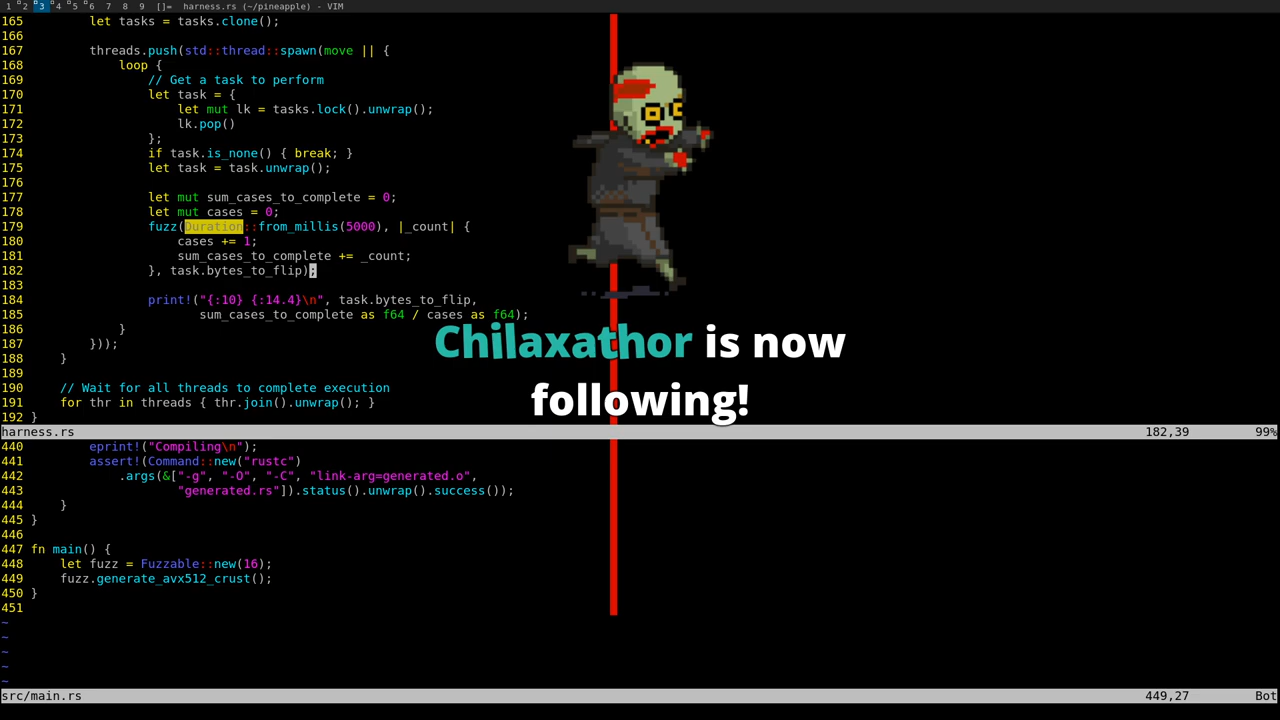 1 2 3 4 5 6 7 8 9 []= harness.rs (~/pineapple) - VIM
165 let tasks = tasks.clone();
166
167 threads.push(std::thread::spawn(move || {
168 loop {
169 // Get a task to perform
170 let task = {
171 let mut lk = tasks.lock().unwrap();
172 lk.pop()
173 };
174 if task.is_none() { break; }
175 let task = task.unwrap();
176
177 let mut sum_cases_to_complete = 0;
178 let mut cases = 0;
179 fuzz(Duration::from_millis(5000), |_count| {
180 cases += 1;
181 sum_cases_to_complete += _count;
182 }, task.bytes_to_flip);
183
184 print!("{:10} {:14.4}\n", task.bytes_to_flip,
185 sum_cases_to_complete as f64 / cases as f64);
186 }
187 }));
188 }
189
190 // Wait for all threads to complete execution
191 for thr in threads { thr.join().unwrap(); }
192 }
Chilaxathor is now
following!
harness.rs 182,39 99%
440 eprint!("Compiling\n");
441 assert!(Command::new("rustc")
442 .args(&["-g", "-O", "-C", "link-arg=generated.o",
443 "generated.rs"]).status().unwrap().success());
444 }
445 }
446
447 fn main() {
448 let fuzz = Fuzzable::new(16);
449 fuzz.generate_avx512_crust();
450 }
451
~
~
~
~
~
src/main.rs 449,27 Bot